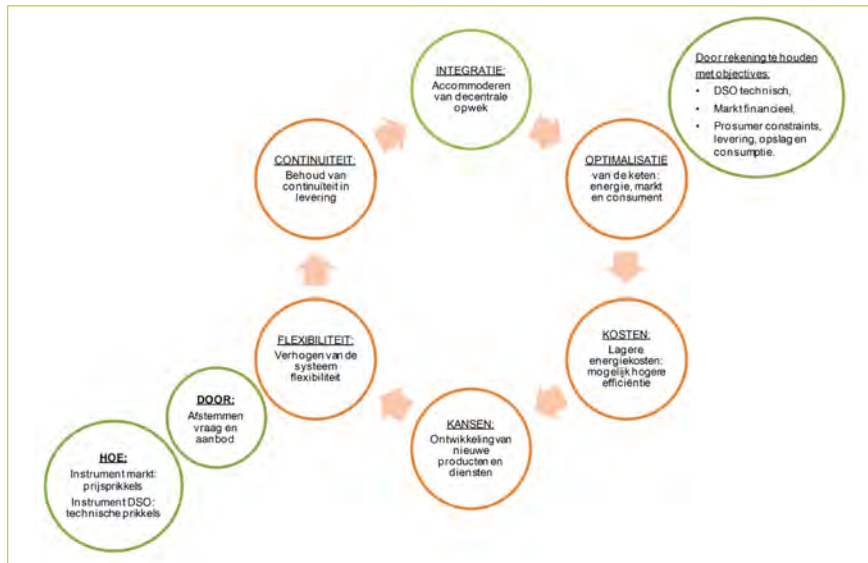 INTEGRATIE:
Accommoderen
van decentrale
opwek
Door rekening te houden
met objectives:
• DSO technisch,
• Markt financieel,
• Prosumer constraints,
levering, opslag en
consumptie.
CONTINUITEIT:
Behoud van
continuïteit in
levering
OPTIMALISATIE
van de keten:
energie, markt
en consument
FLEXIBILITEIT:
Verhogen van de
systeem
flexibiliteit
KOSTEN:
Lagere
energiekosten:
mogelijk hogere
efficiëntie
DOOR:
Afstemmen
vraag en
aanbod
KANSEN:
Ontwikkeling van
nieuwe
producten en
diensten
HOE:
Instrument markt:
prijsprikkels
Instrument DSO:
technische prikkels